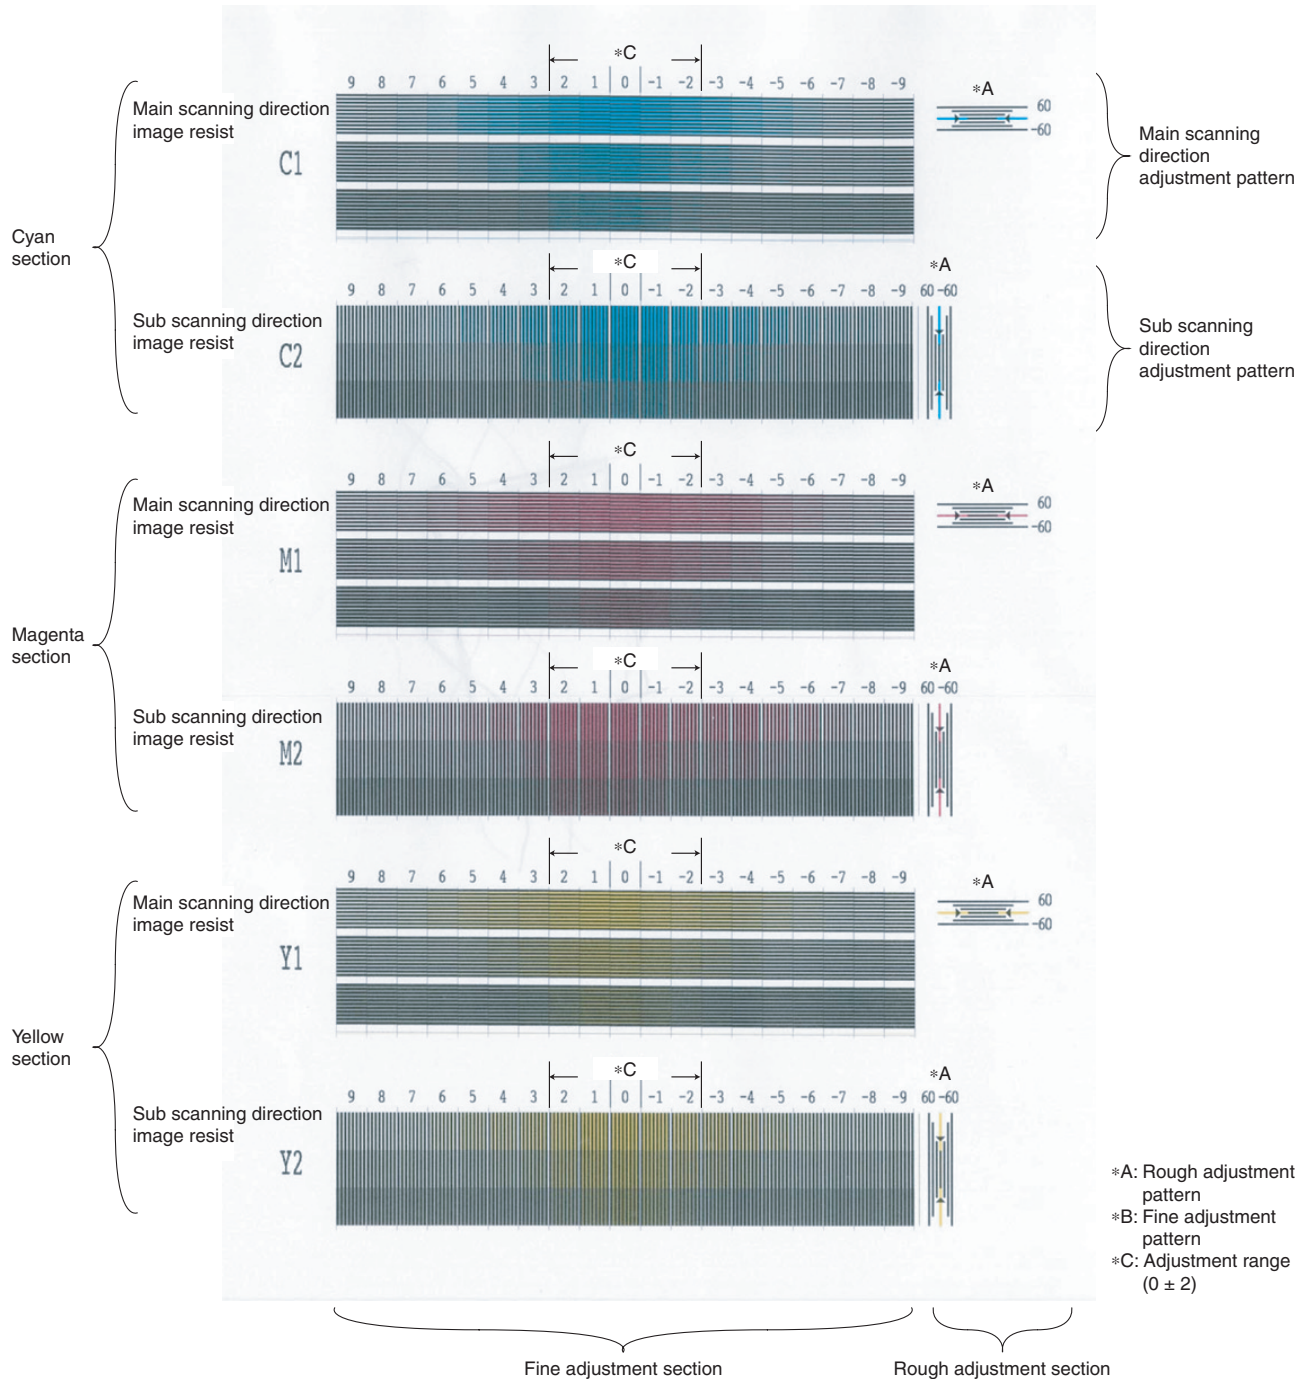 *C
9 8 7 6 5 4 3 2 1 0 -1 -2 -3 -4 -5 -6 -7 -8 -9
*A
Main scanning direction
image resist
60
-60
C1
Main scanning
direction
adjustment pattern
Cyan
section
*C
*A
9 8 7 6 5 4 3 2 1 0 -1 -2 -3 -4 -5 -6 -7 -8 -9
60 -60
Sub scanning direction
image resist
C2
Sub scanning
direction
adjustment pattern
*C
9 8 7 6 5 4 3 2 1 0 -1 -2 -3 -4 -5 -6 -7 -8 -9
*A
Main scanning direction
image resist
60
-60
M1
Magenta
section
*C
*A
9 8 7 6 5 4 3 2 1 0 -1 -2 -3 -4 -5 -6 -7 -8 -9
60 -60
Sub scanning direction
image resist
M2
*C
9 8 7 6 5 4 3 2 1 0 -1 -2 -3 -4 -5 -6 -7 -8 -9
*A
Main scanning direction
image resist
60
-60
Y1
Yellow
section
*C
*A
9 8 7 6 5 4 3 2 1 0 -1 -2 -3 -4 -5 -6 -7 -8 -9
60 -60
Sub scanning direction
image resist
Y2
*A: Rough adjustment
pattern
*B: Fine adjustment
pattern
*C: Adjustment range
(0 ± 2)
Fine adjustment section
Rough adjustment section